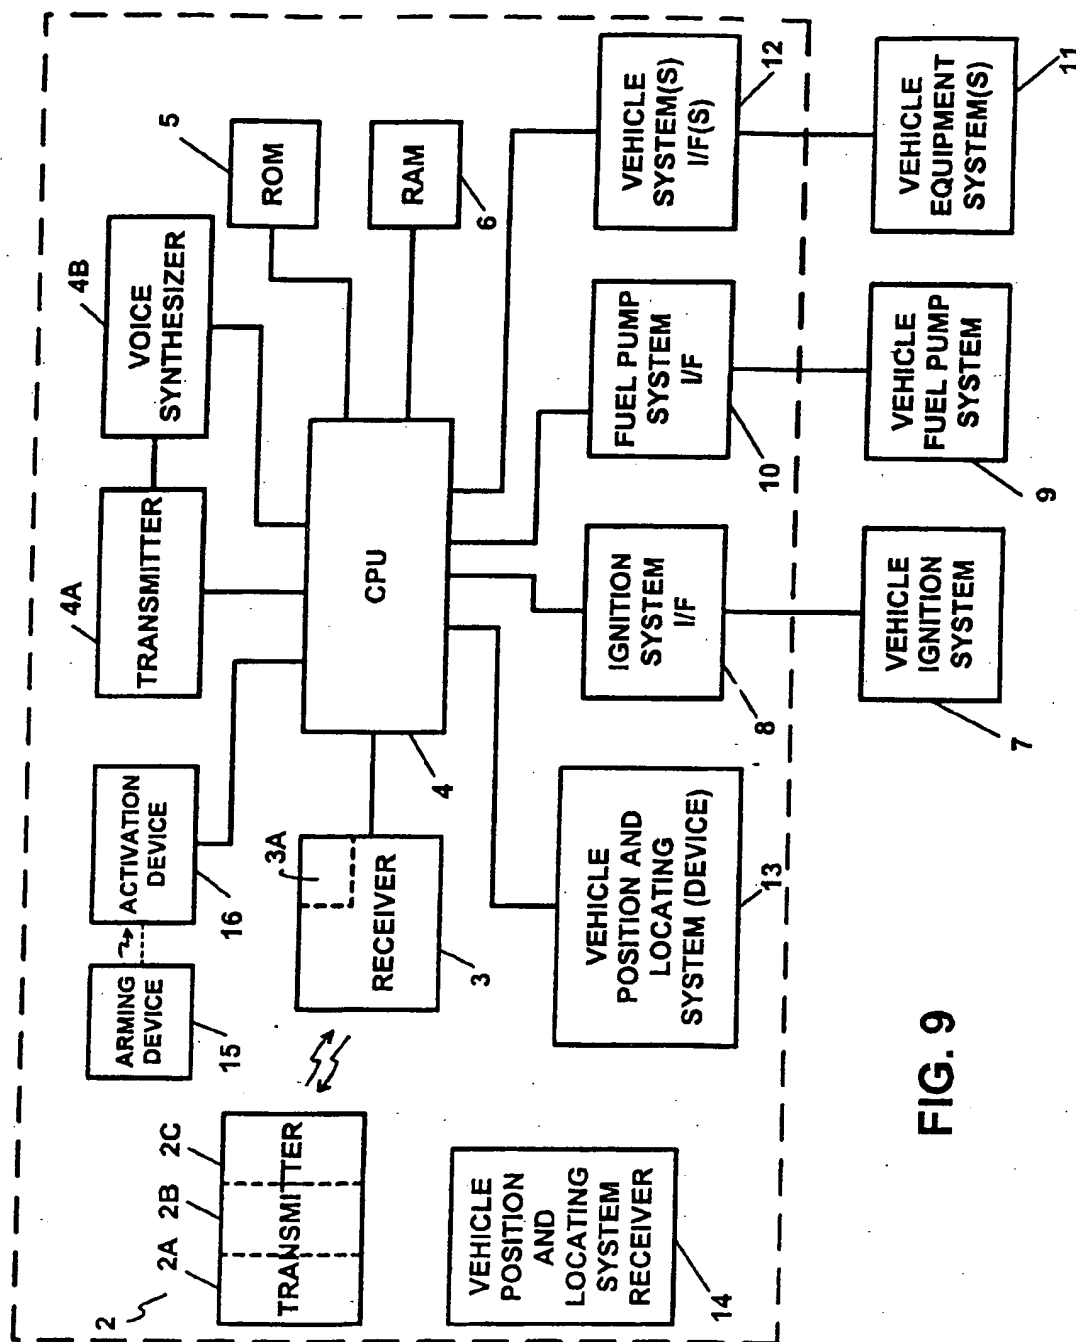 2
2A
2B
2C
TRANSMITTER
ARMING
DEVICE
15
ACTIVATION
DEVICE
16
4A
TRANSMITTER
4B
VOICE
SYNTHESIZER
5
ROM
RAM
6
3A
RECEIVER
3
CPU
4
VEHICLE
POSITION
AND
LOCATING
SYSTEM
RECEIVER
14
VEHICLE
POSITION AND
LOCATING
SYSTEM (DEVICE)
13
IGNITION
SYSTEM
I/F
8
FUEL PUMP
SYSTEM
I/F
10
VEHICLE
SYSTEM(S)
I/F(S)
12
VEHICLE
IGNITION
SYSTEM
7
VEHICLE
FUEL PUMP
SYSTEM
9
VEHICLE
EQUIPMENT
SYSTEM(S)
11
FIG. 9